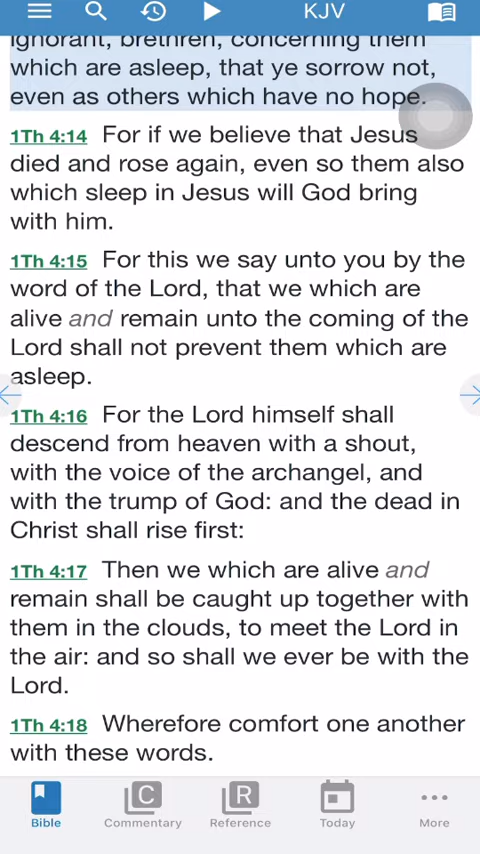 KJV
ignorant, brethren, concerning them
which are asleep, that ye sorrow not,
even as others which have no hope.
1Th 4:14 For if we believe that Jesus
died and rose again, even so them also
which sleep in Jesus will God bring
with him.
1Th 4:15 For this we say unto you by the
word of the Lord, that we which are
alive and remain unto the coming of the
Lord shall not prevent them which are
asleep.
1Th 4:16 For the Lord himself shall
descend from heaven with a shout,
with the voice of the archangel, and
with the trump of God: and the dead in
Christ shall rise first:
1Th 4:17 Then we which are alive and
remain shall be caught up together with
them in the clouds, to meet the Lord in
the air: and so shall we ever be with the
Lord.
1Th 4:18 Wherefore comfort one another
with these words.
C R
Bible Commentary Reference Today More